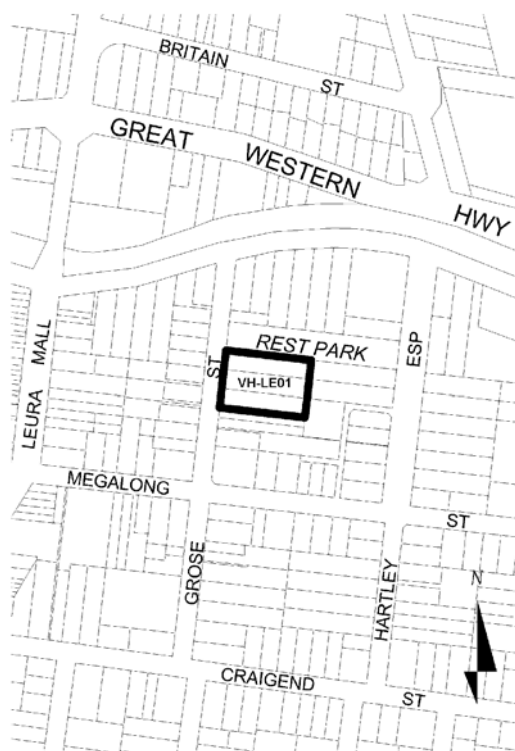 BRITAIN ST
GREAT WESTERN HWY
REST PARK
ST
VH-LE01
ESP
LEURA MALL
MEGALONG ST
GROSE
HARTLEY
N
CRAIGEND ST